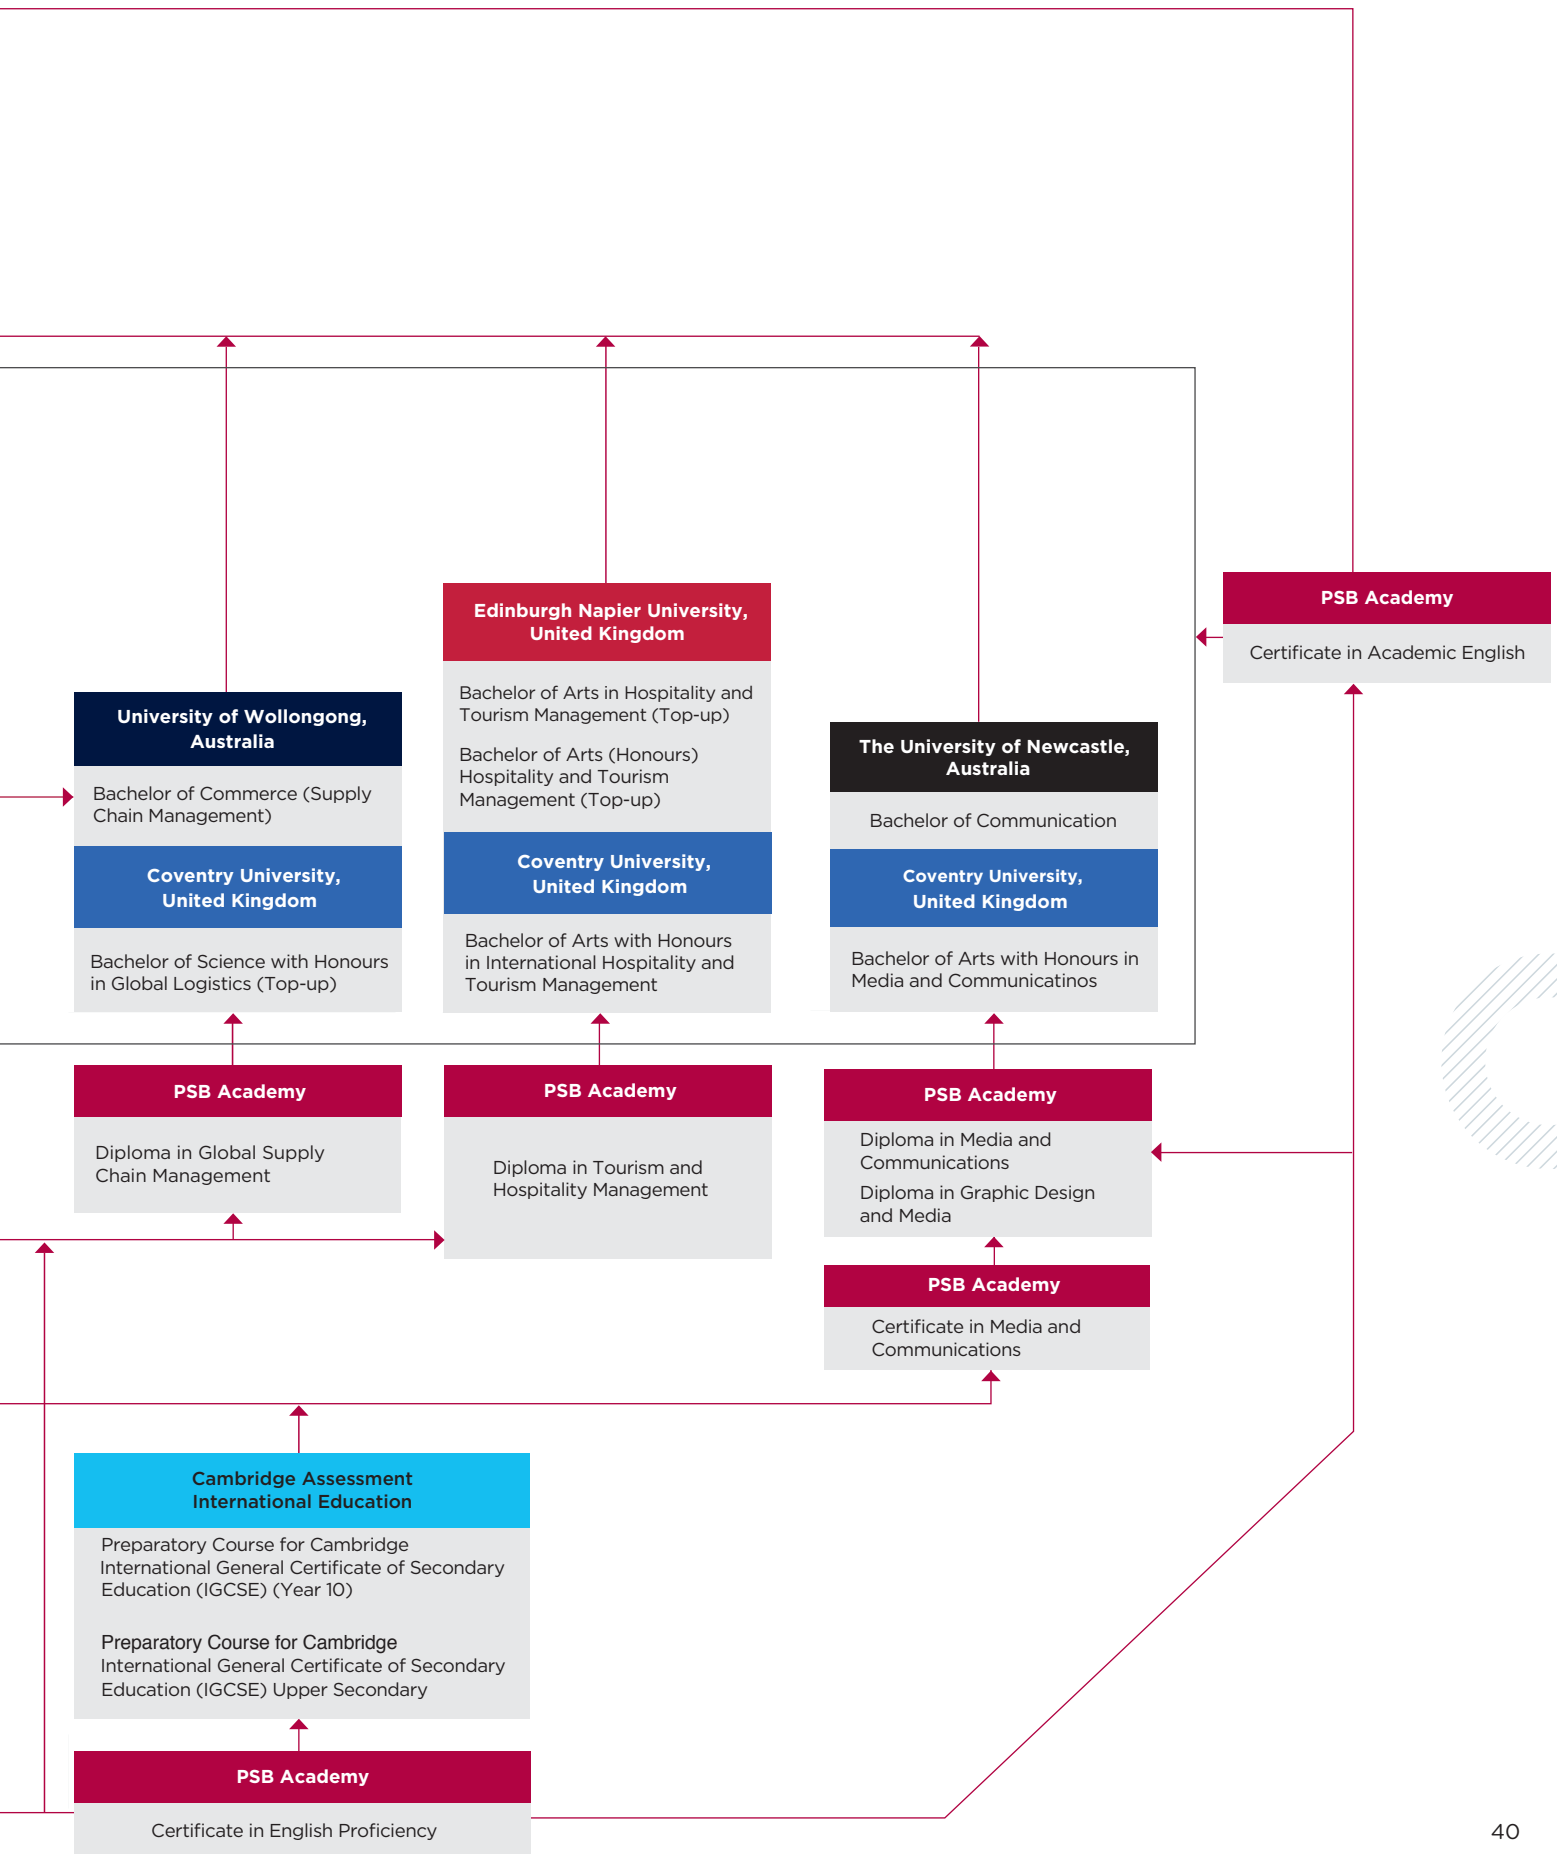 PSB Academy
Certificate in Academic English
Edinburgh Napier University,
United Kingdom
Bachelor of Arts in Hospitality and
Tourism Management (Top-up)
Bachelor of Arts (Honours)
Hospitality and Tourism
Management (Top-up)
Coventry University,
United Kingdom
Bachelor of Arts with Honours
in International Hospitality and
Tourism Management
University of Wollongong,
Australia
Bachelor of Commerce (Supply
Chain Management)
Coventry University,
United Kingdom
Bachelor of Science with Honours
in Global Logistics (Top-up)
The University of Newcastle,
Australia
Bachelor of Communication
Coventry University,
United Kingdom
Bachelor of Arts with Honours in
Media and Communicatinos
PSB Academy
Diploma in Global Supply
Chain Management
PSB Academy
Diploma in Tourism and
Hospitality Management
PSB Academy
Diploma in Media and
Communications
Diploma in Graphic Design
and Media
PSB Academy
Certificate in Media and
Communications
Cambridge Assessment
International Education
Preparatory Course for Cambridge
International General Certificate of Secondary
Education (IGCSE) (Year 10)
Preparatory Course for Cambridge
International General Certificate of Secondary
Education (IGCSE) Upper Secondary
PSB Academy
Certificate in English Proficiency
40